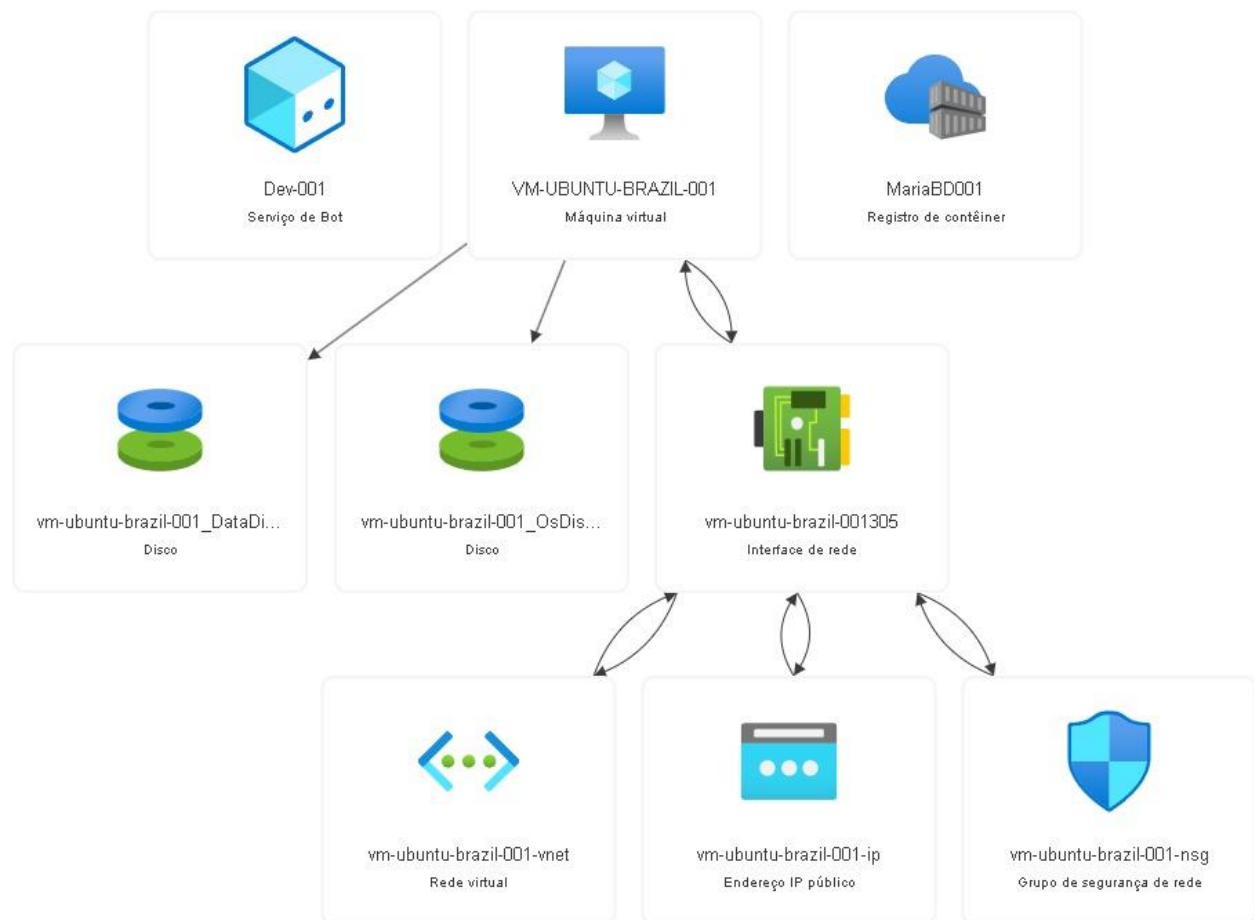 Dev-001
Serviço de Bot
VM-UBUNTU-BRAZIL-001
Máquina virtual
MariaBD001
Registro de contêiner
vm-ubuntu-brazil-001_DataDi...
Disco
vm-ubuntu-brazil-001_OsDis...
Disco
vm-ubuntu-brazil-001305
Interface de rede
vm-ubuntu-brazil-001-vnet
Rede virtual
vm-ubuntu-brazil-001-ip
Endereço IP público
vm-ubuntu-brazil-001-nsg
Grupo de segurança de rede